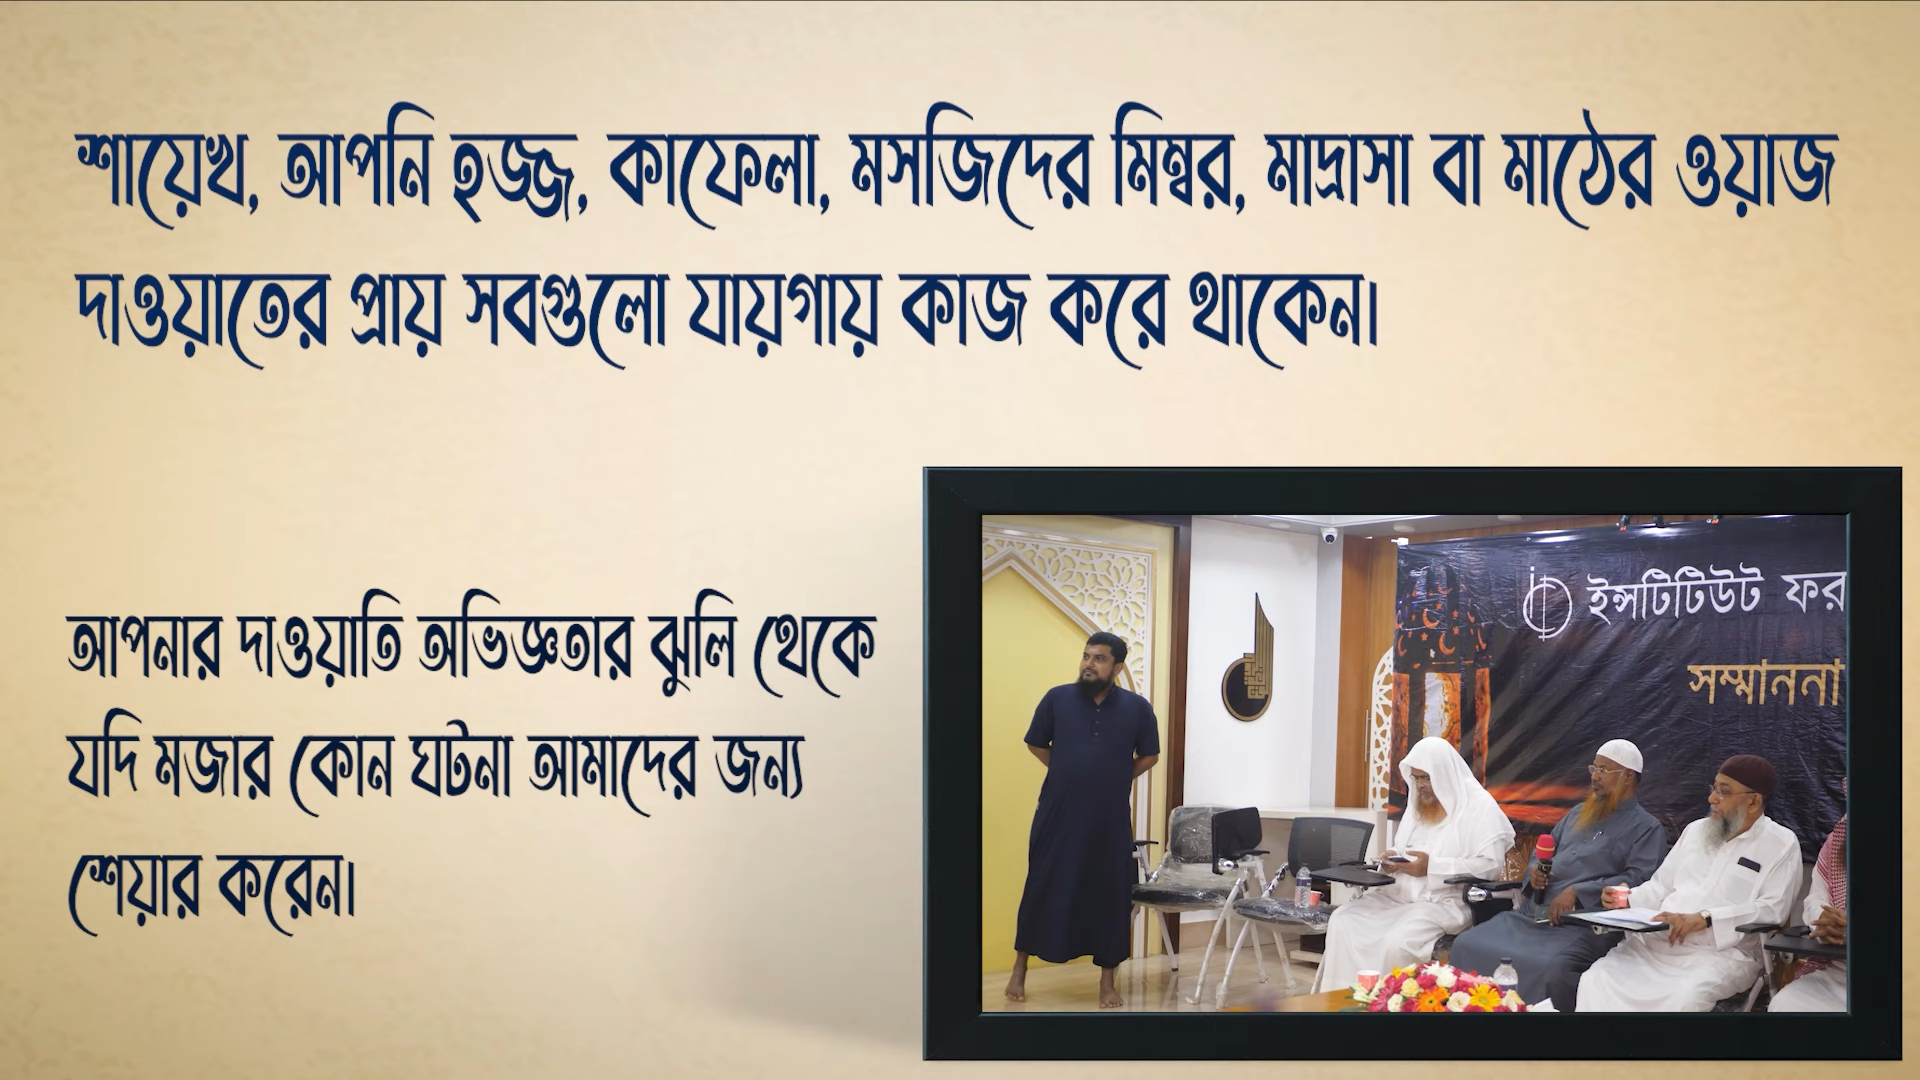 শায়েখ, আপনি হজ্জ, কাফেলা, মসজিদের মিম্বর, মাদ্রাসা বা মাঠের ওয়াজ
দাওয়াতের প্রায় সবগুলো যায়গায় কাজ করে থাকেন।
আপনার দাওয়াতি অভিজ্ঞতার ঝুলি থেকে
যদি মজার কোন ঘটনা আমাদের জন্য
শেয়ার করেন।
ইন্সটিটিউট ফর
সম্মাননা